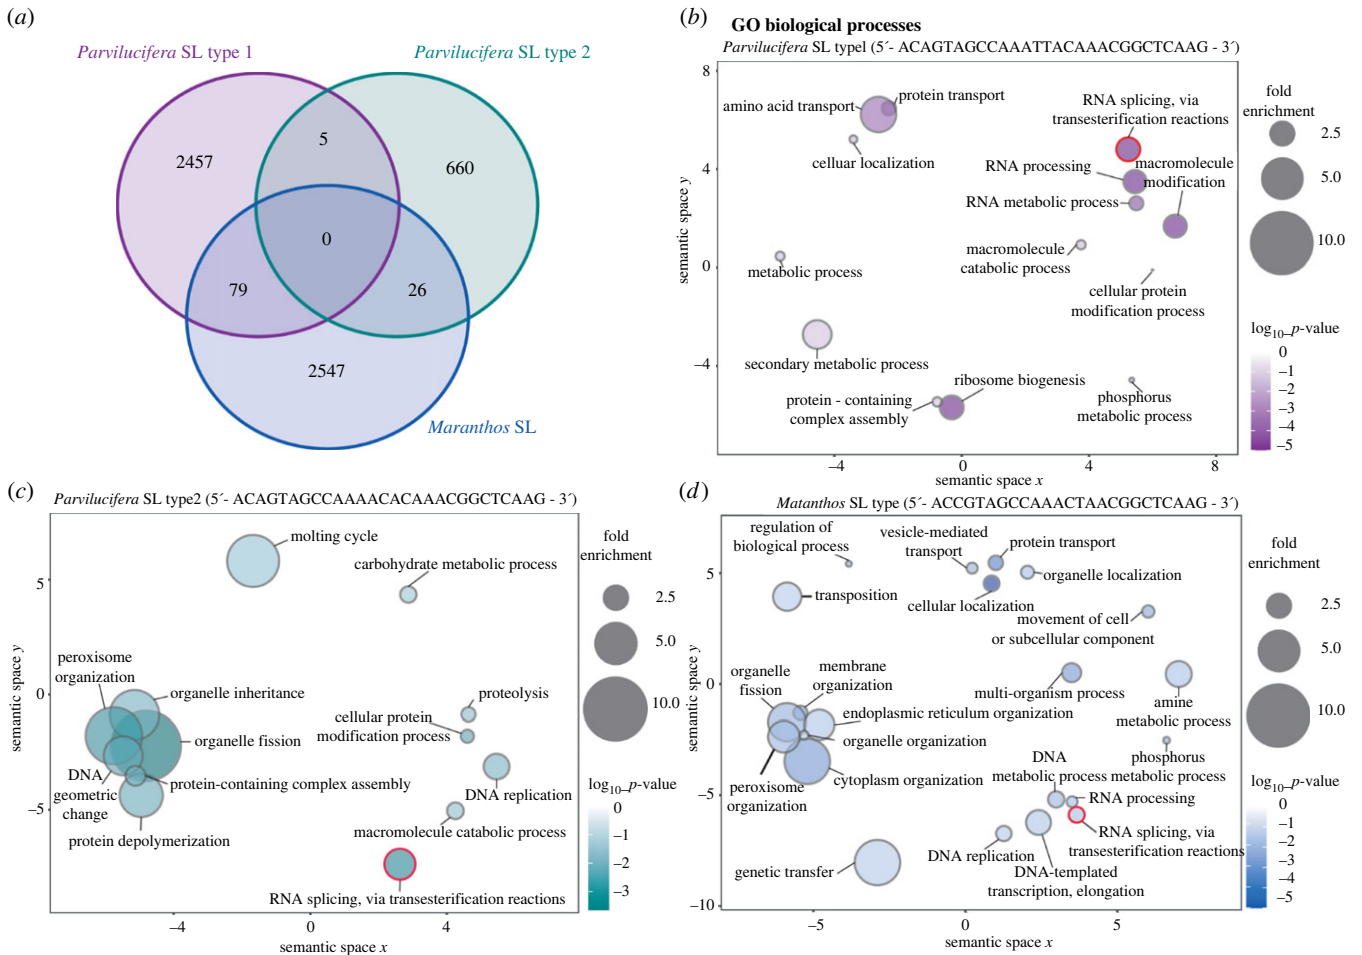 (a)
Parvilucifera SL type 1
Parvilucifera SL type 2
2457
5
660
0
79
26
2547
Maranthos SL
(b)
GO biological processes
Parvilucifera SL typel (5´- ACAGTAGCCAAATTACAAACGGCTCAAG - 3´)
8
4
0
–4
semantic space y
amino acid transport
protein transport
celluar localization
RNA splicing, via
transesterification reactions
RNA processing
macromolecule
modification
RNA metabolic process
macromolecule
catabolic process
metabolic process
cellular protein
modification process
secondary metabolic process
ribosome biogenesis
protein - containing
complex assembly
phosphorus
metabolic process
–4
0
4
8
semantic space x
fold
enrichment
2.5
5.0
10.0
log10_p-value
0
–1
–2
–3
–4
–5
(c)
Parvilucifera SL type2 (5´- ACAGTAGCCAAAACACAAACGGCTCAAG - 3´)
5
0
–5
semantic space y
molting cycle
carbohydrate metabolic process
peroxisome
organization
organelle inheritance
proteolysis
cellular protein
modification process
organelle fission
DNA
geometric
change
protein-containing complex assembly
DNA replication
protein depolymerization
macromolecule catabolic process
RNA splicing, via transesterification reactions
–4
0
4
semantic space x
fold
enrichment
2.5
5.0
10.0
log10_p-value
0
–1
–2
–3
(d)
Matanthos SL type (5´- ACCGTAGCCAAACTAACGGCTCAAG - 3´)
5
0
–5
–10
semantic space y
regulation of
biological process
vesicle-mediated
transport
protein transport
organelle localization
transposition
cellular localization
movement of cell
or subcellular component
organelle
fission
membrane
organization
multi-organism process
amine
metabolic process
endoplasmic reticulum organization
organelle organization
phosphorus
metabolic process
DNA
metabolic process
peroxisome
organization
cytoplasm organization
RNA processing
RNA splicing, via
transesterification reactions
DNA replication
genetic transfer
DNA-templated
transcription, elongation
–5
0
5
semantic space x
fold
enrichment
2.5
5.0
10.0
log10_p-value
0
–1
–2
–3
–4
–5